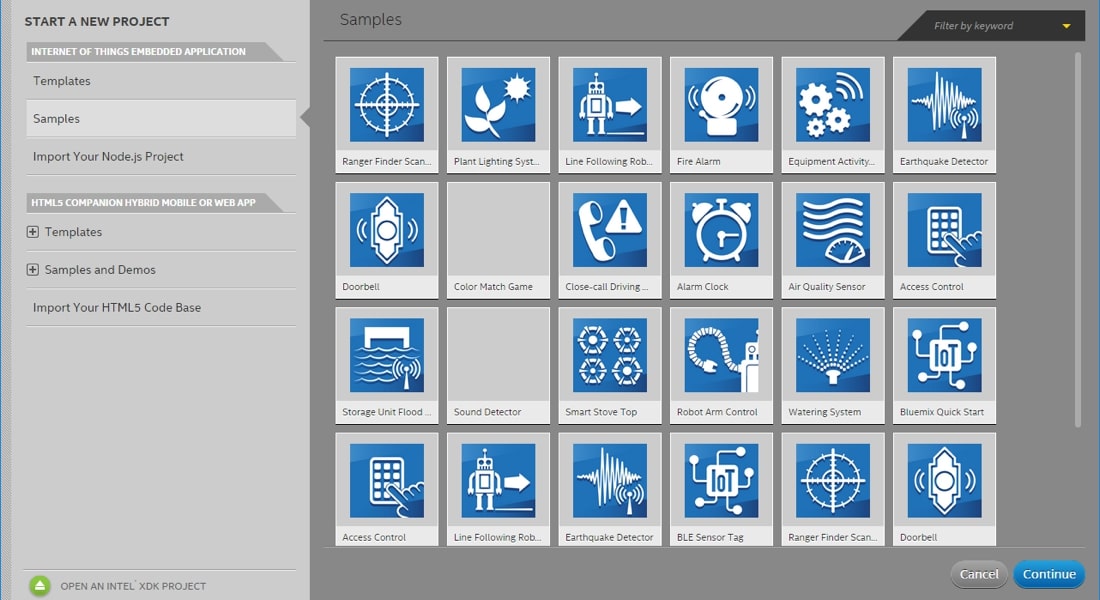 START A NEW PROJECT
INTERNET OF THINGS EMBEDDED APPLICATION
Templates
Samples
Import Your Node.js Project
HTML5 COMPANION HYBRID MOBILE OR WEB APP
Templates
Samples and Demos
Import Your HTML5 Code Base
OPEN AN INTEL® XDK PROJECT
Samples
Filter by keyword
Ranger Finder Scan...
Plant Lighting Syst...
Line Following Rob...
Fire Alarm
Equipment Activity...
Earthquake Detector
Doorbell
Color Match Game
Close-call Driving ...
Alarm Clock
Air Quality Sensor
Access Control
Storage Unit Flood ...
Sound Detector
Smart Stove Top
Robot Arm Control
Watering System
IoT
Bluemix Quick Start
Access Control
Line Following Rob...
Earthquake Detector
IoT
BLE Sensor Tag
Ranger Finder Scan...
Doorbell
Cancel
Continue